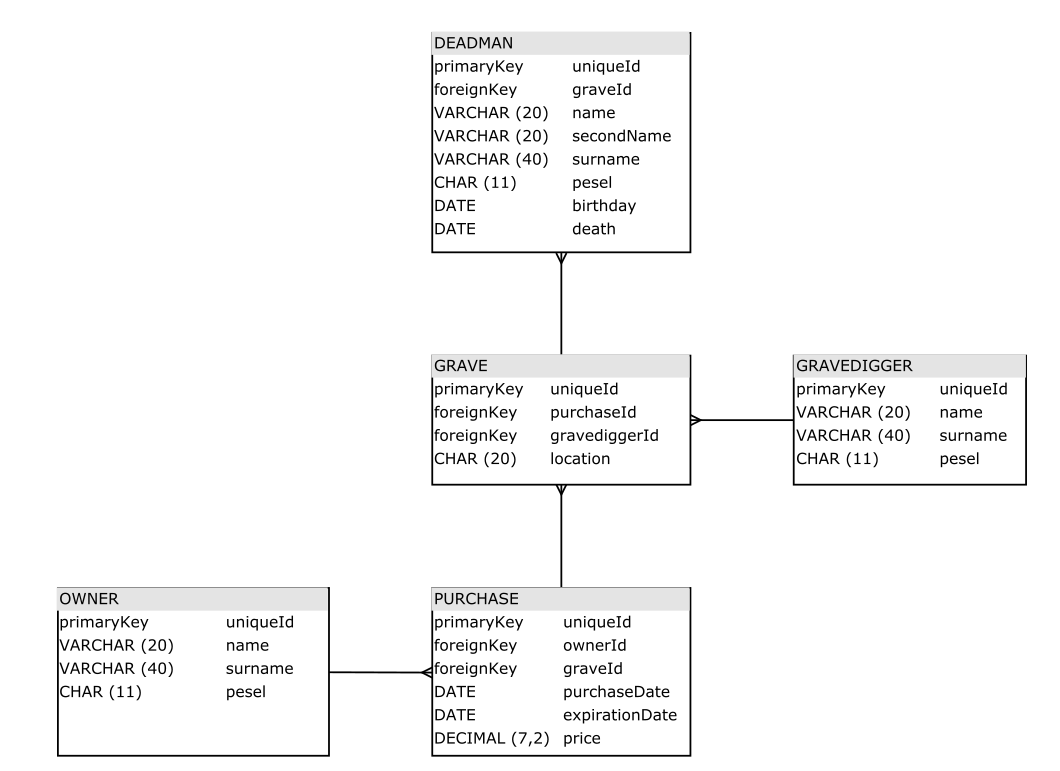 DEADMAN
primaryKey uniqueId
foreignKey graveId
VARCHAR (20) name
VARCHAR (20) secondName
VARCHAR (40) surname
CHAR (11) pesel
DATE birthday
DATE death
GRAVE
primaryKey uniqueId
foreignKey purchaseId
foreignKey gravediggerId
CHAR (20) location
GRAVEDIGGER
primaryKey uniqueId
VARCHAR (20) name
VARCHAR (40) surname
CHAR (11) pesel
OWNER
primaryKey uniqueId
VARCHAR (20) name
VARCHAR (40) surname
CHAR (11) pesel
PURCHASE
primaryKey uniqueId
foreignKey ownerId
foreignKey graveId
DATE purchaseDate
DATE expirationDate
DECIMAL (7,2) price